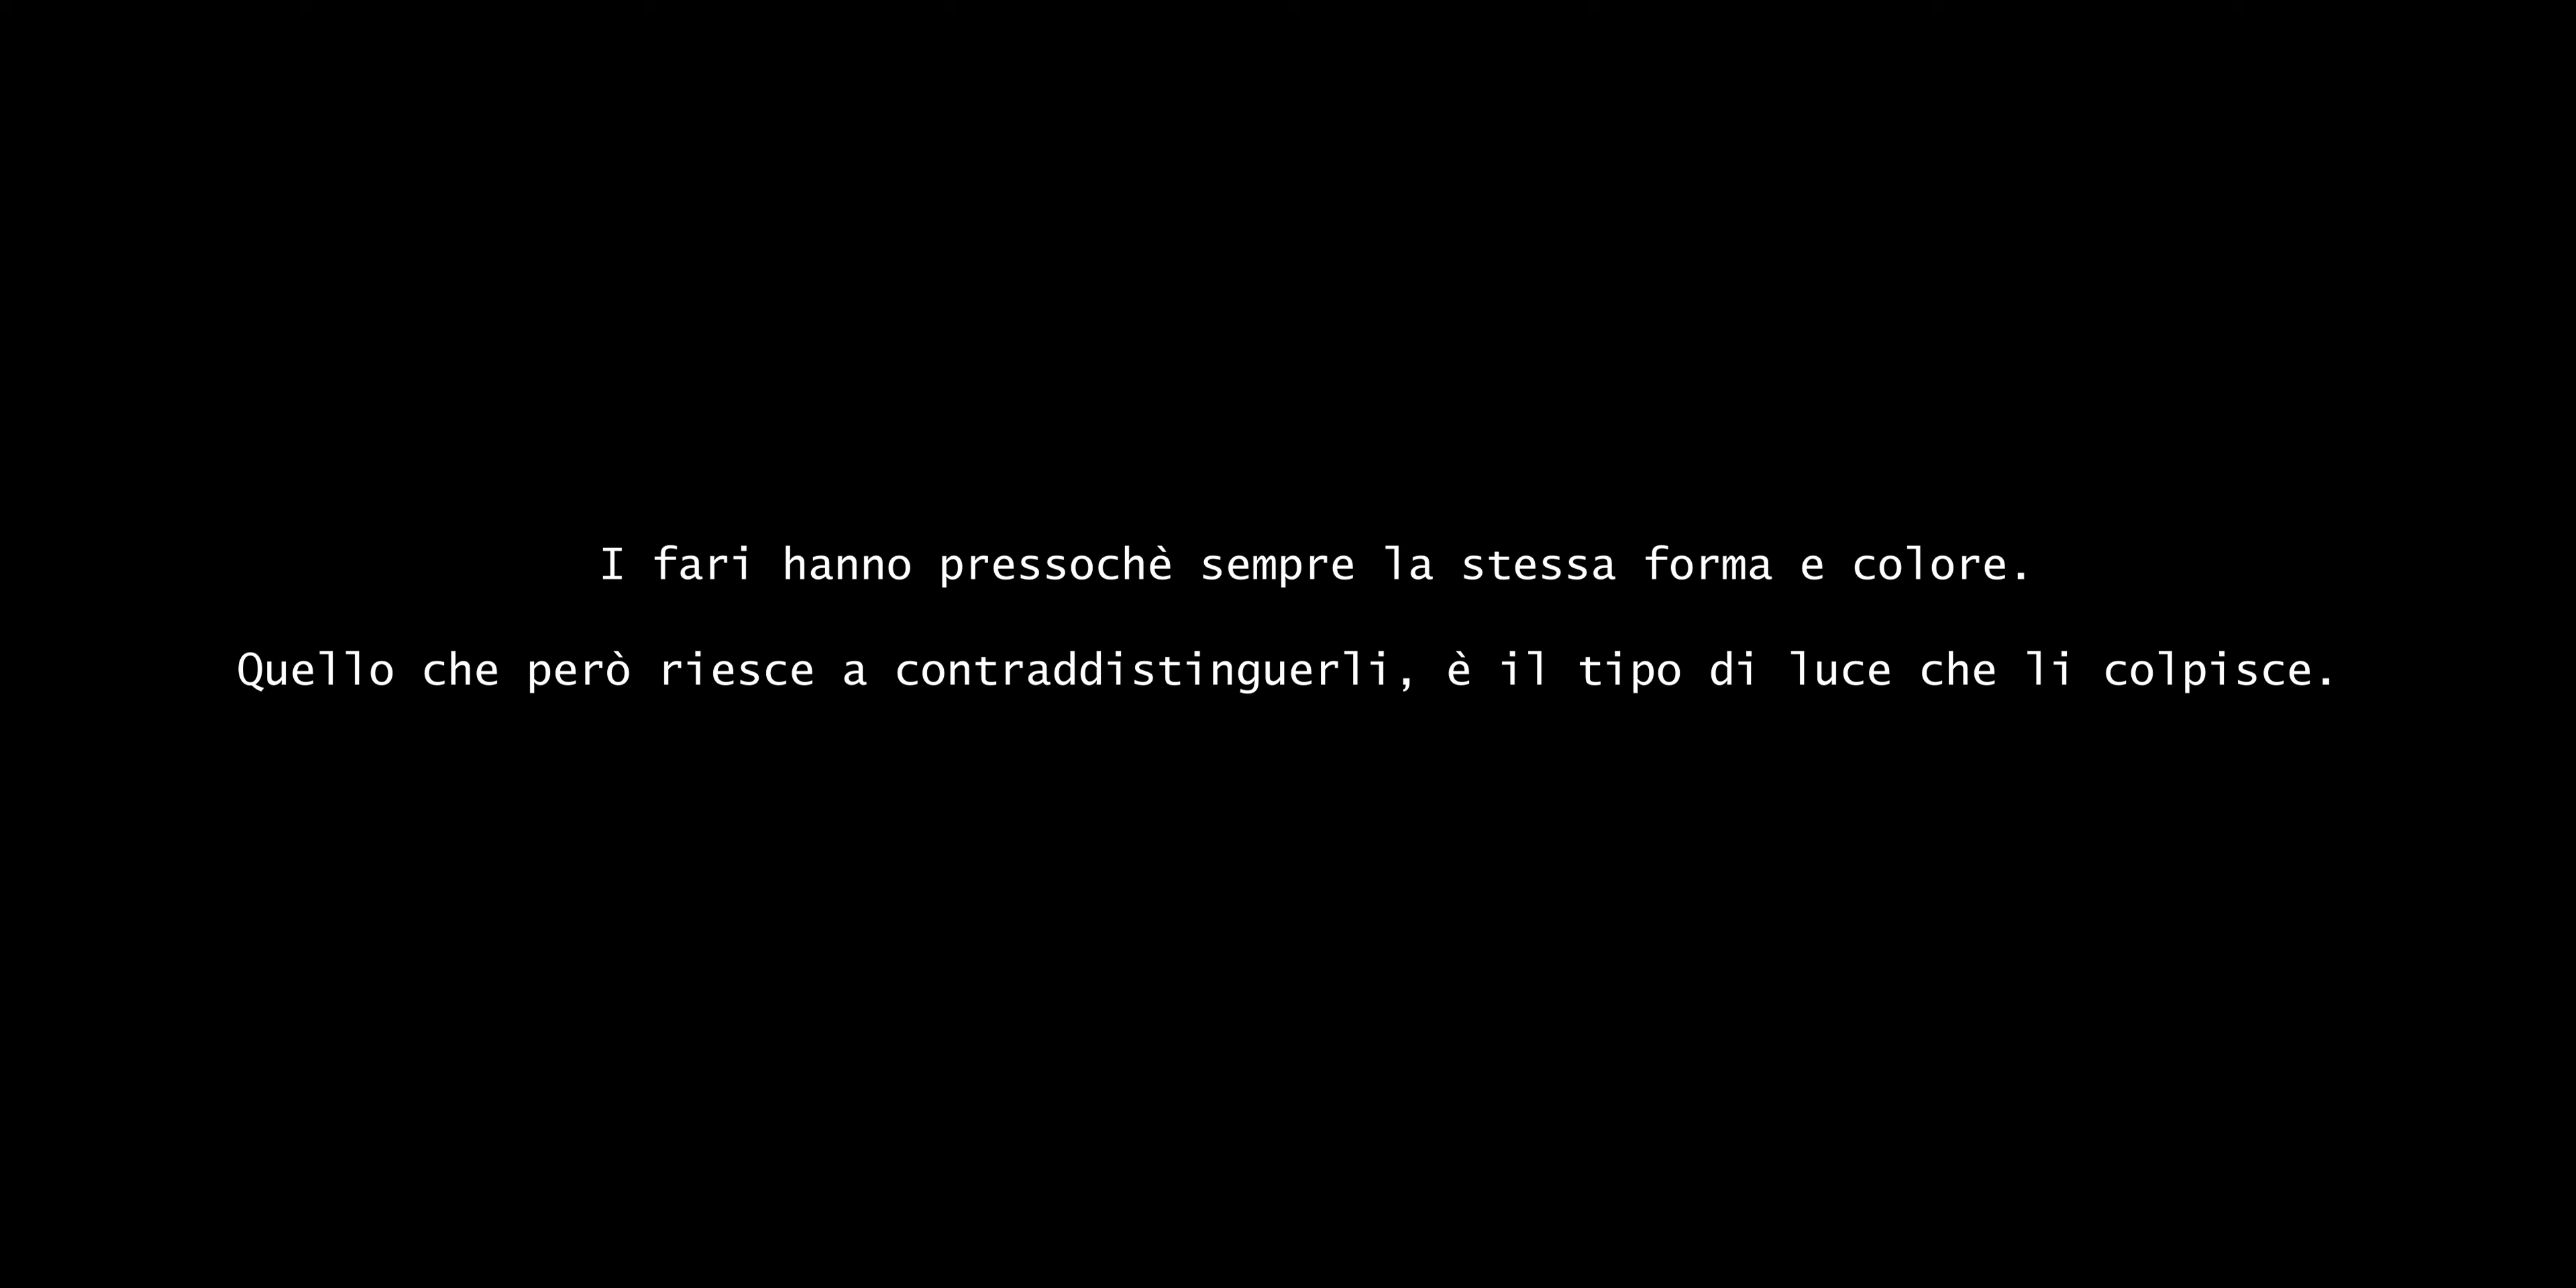 I fari hanno pressochè sempre la stessa forma e colore.
Quello che però riesce a contraddistinguerli, è il tipo di luce che li colpisce.